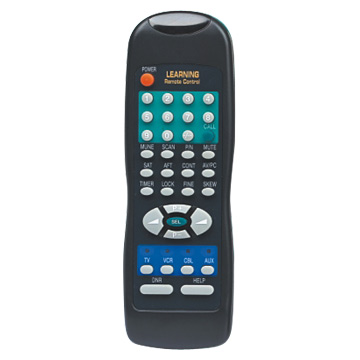 POWER
LEARNING
Remote Control
1 2 3 4
5 6 7 8
CALL
9
MUNE SCAN P/N MUTE
SAT AFT CONT AV/PC
TIMER LOCK FINE SKEW
SEL
TV VCR CBL AUX
DNR HELP